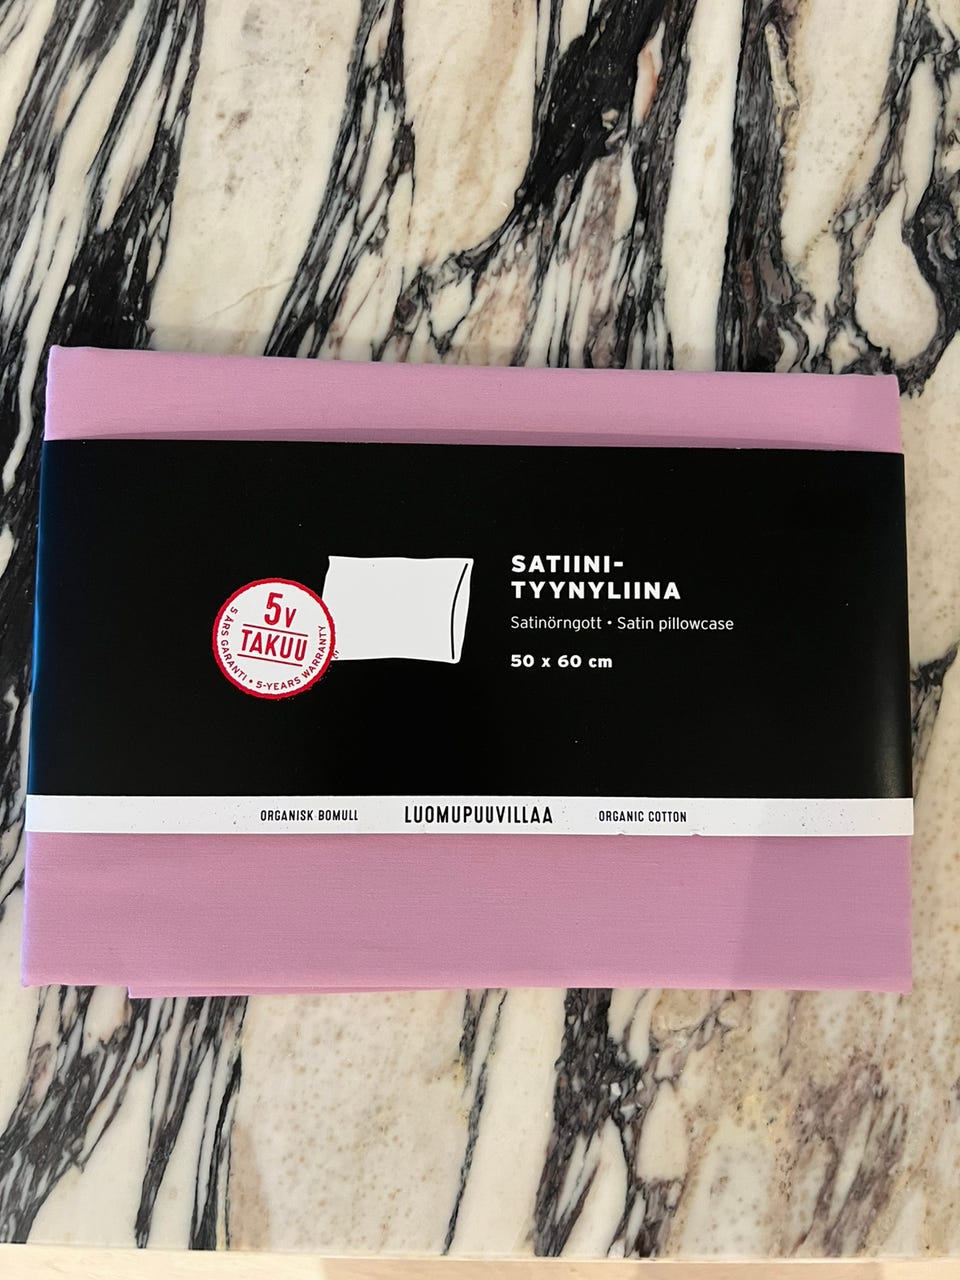 5v
TAKUU
5 ÅRS GARANTI • 5-YEARS WARRANTY
SATIINI-
TYYNYLIINA
Satinörngott • Satin pillowcase
50 x 60 cm
ORGANISK BOMULL LUOMUPUUVILLAA ORGANIC COTTON